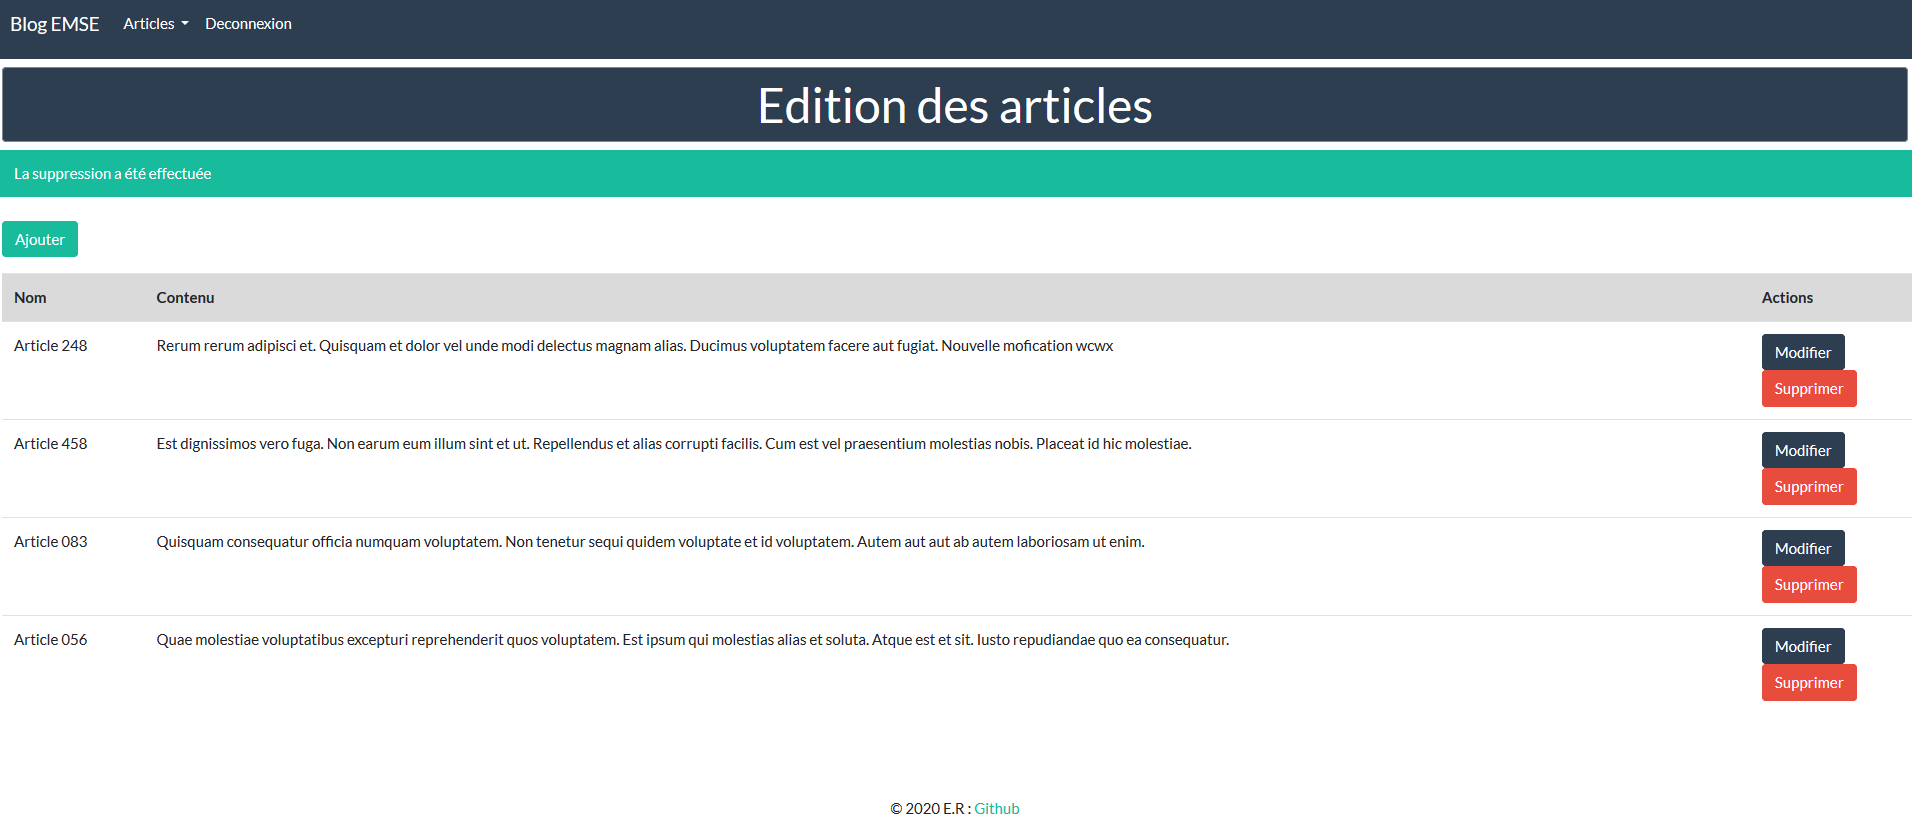 Blog EMSE Articles Deconnexion
Edition des articles
La suppression a été effectuée
Ajouter
Nom Contenu Actions
Article 248 Rerum rerum adipisci et. Quisquam et dolor vel unde modi delectus magnam alias. Ducimus voluptatem facere aut fugiat. Nouvelle mofication wcwx Modifier
Supprimer
Article 458 Est dignissimos vero fuga. Non earum eum illum sint et ut. Repellendus et alias corrupti facilis. Cum est vel praesentium molestias nobis. Placeat id hic molestiae. Modifier
Supprimer
Article 083 Quisquam consequatur officia numquam voluptatem. Non tenetur sequi quidem voluptate et id voluptatem. Autem aut aut ab autem laboriosam ut enim. Modifier
Supprimer
Article 056 Quae molestiae voluptatibus excepturi reprehenderit quos voluptatem. Est ipsum qui molestias alias et soluta. Atque est et sit. Iusto repudiandae quo ea consequatur. Modifier
Supprimer
© 2020 E.R : Github